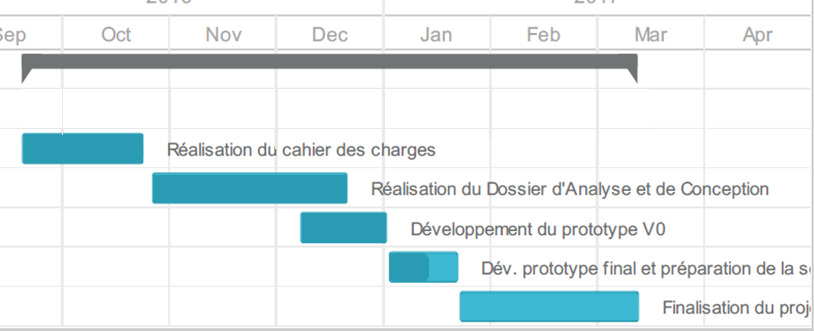 Sep Oct Nov Dec Jan Feb Mar Apr
Réalisation du cahier des charges
Réalisation du Dossier d'Analyse et de Conception
Développement du prototype V0
Dév. prototype final et préparation de la
Finalisation du